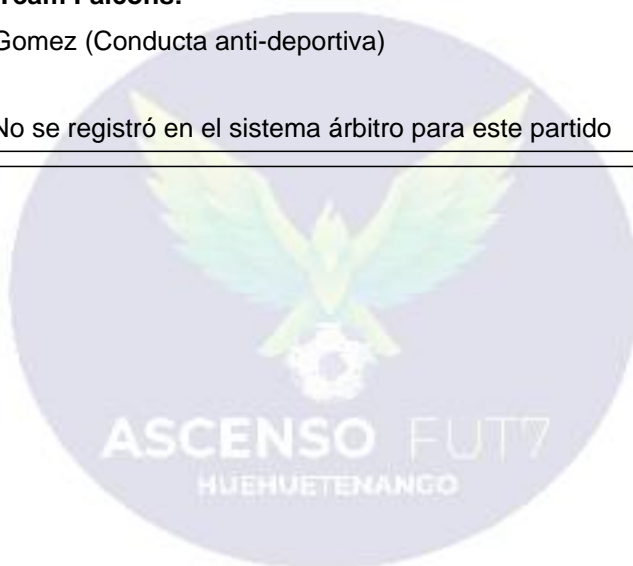 Team Falcons:
Gomez (Conducta anti-deportiva)
No se registró en el sistema árbitro para este partido
ASCENSO FUT7
HUEHUETENANGO